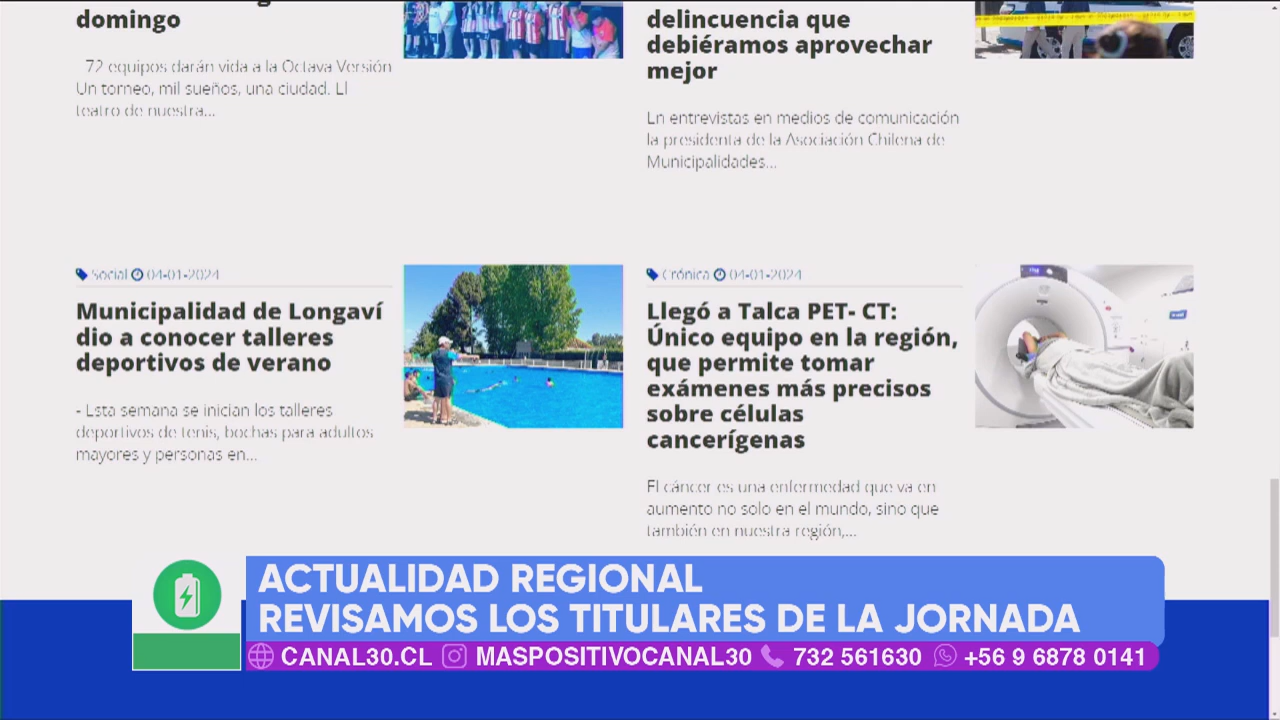 domingo
72 equipos darán vida a la Octava Versión
Un torneo, mil sueños, una ciudad. El
teatro de nuestra...
delincuencia que
debiéramos aprovechar
mejor
En entrevistas en medios de comunicación
la presidenta de la Asociación Chilena de
Municipalidades...
Social 04-01-2024
Municipalidad de Longaví
dio a conocer talleres
deportivos de verano
- Esta semana se inician los talleres
deportivos de tenis, bochas para adultos
mayores y personas en...
Crónica 04-01-2024
Llegó a Talca PET- CT:
Único equipo en la región,
que permite tomar
exámenes más precisos
sobre células
cancerígenas
El cáncer es una enfermedad que va en
aumento no solo en el mundo, sino que
también en nuestra región,...
ACTUALIDAD REGIONAL
REVISAMOS LOS TITULARES DE LA JORNADA
CANAL30.CL MASPOSITIVOCANAL30 732 561630 +56 9 6878 0141